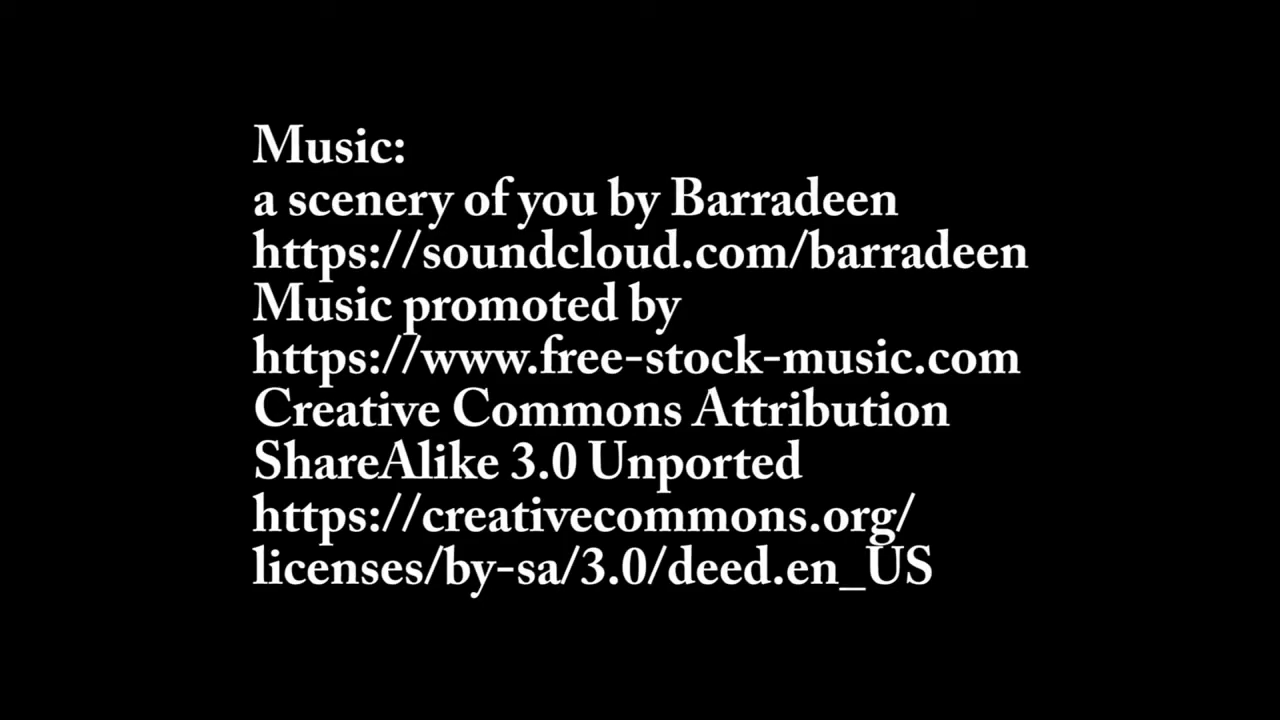 Music:
a scenery of you by Barradeen
https://soundcloud.com/barradeen
Music promoted by
https://www.free-stock-music.com
Creative Commons Attribution
ShareAlike 3.0 Unported
https://creativecommons.org/
licenses/by-sa/3.0/deed.en_US